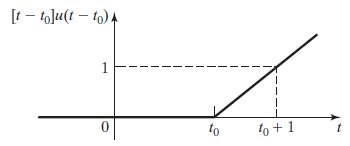 [t − t₀]u(t − t₀)
1
0
t₀
t₀ + 1
t